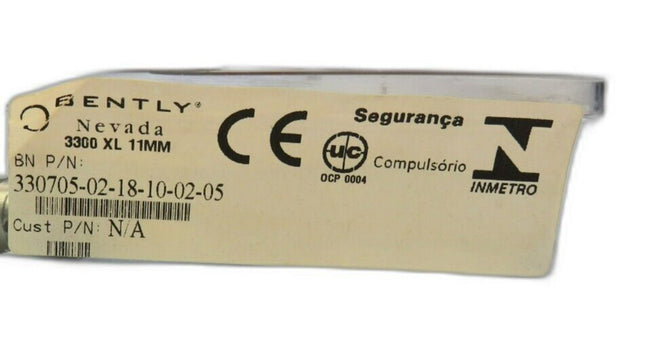 BENTLY®
Nevada
3300 XL 11MM
BN P/N:
330705-02-18-10-02-05
Cust P/N: N/A
CE
Segurança
UC
Compulsório
OCP 0004
INMETRO